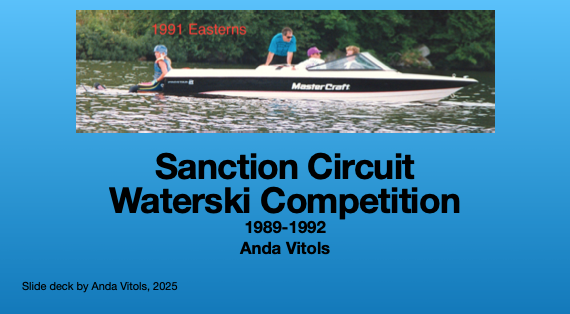 1991 Easterns
MasterCraft
Sanction Circuit
Waterski Competition
1989-1992
Anda Vitols
Slide deck by Anda Vitols, 2025